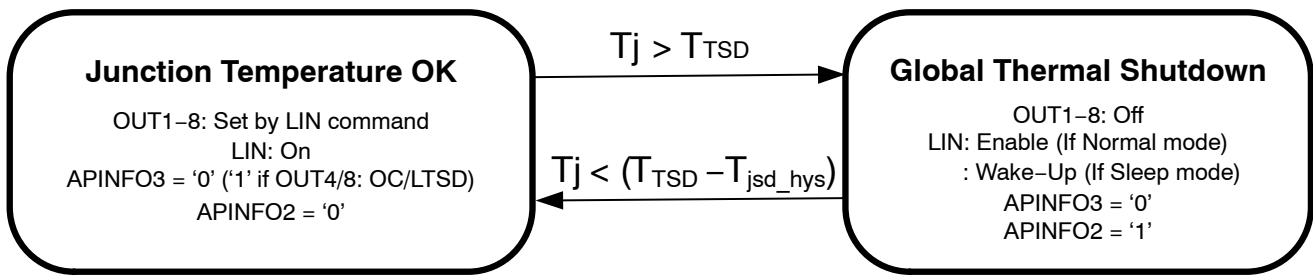 Junction Temperature OK
OUT1−8: Set by LIN command
LIN: On
APINFO3 = ‘0’ (‘1’ if OUT4/8: OC/LTSD)
APINFO2 = ‘0’
Tj > TTSD
Tj < (TTSD −Tjsd_hys)
Global Thermal Shutdown
OUT1−8: Off
LIN: Enable (If Normal mode)
: Wake−Up (If Sleep mode)
APINFO3 = ‘0’
APINFO2 = ‘1’